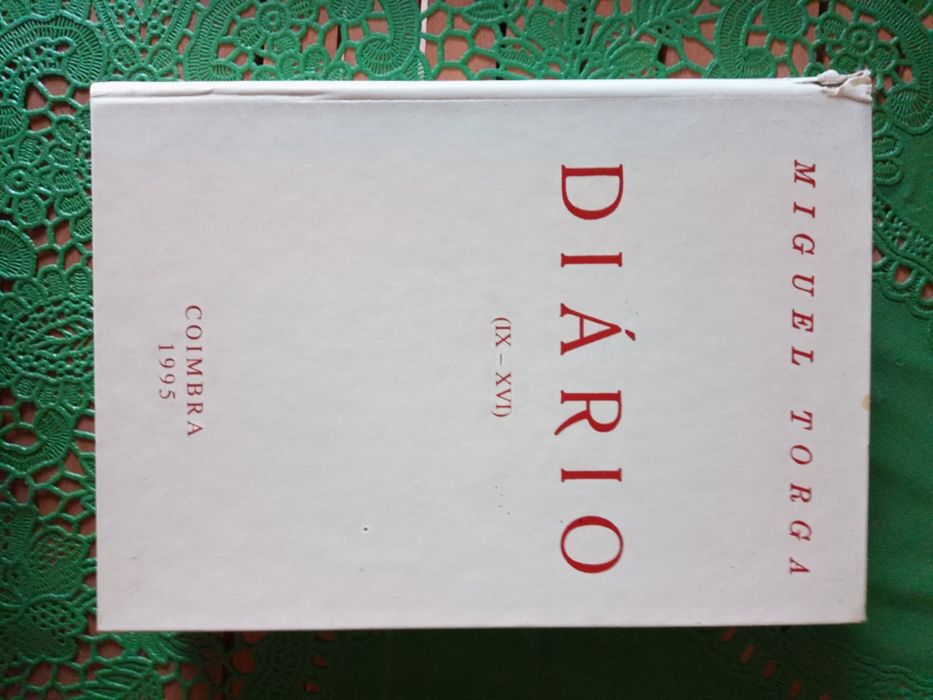 MIGUEL TORGA
DIÁRIO
(IX – XVI)
COIMBRA
1995